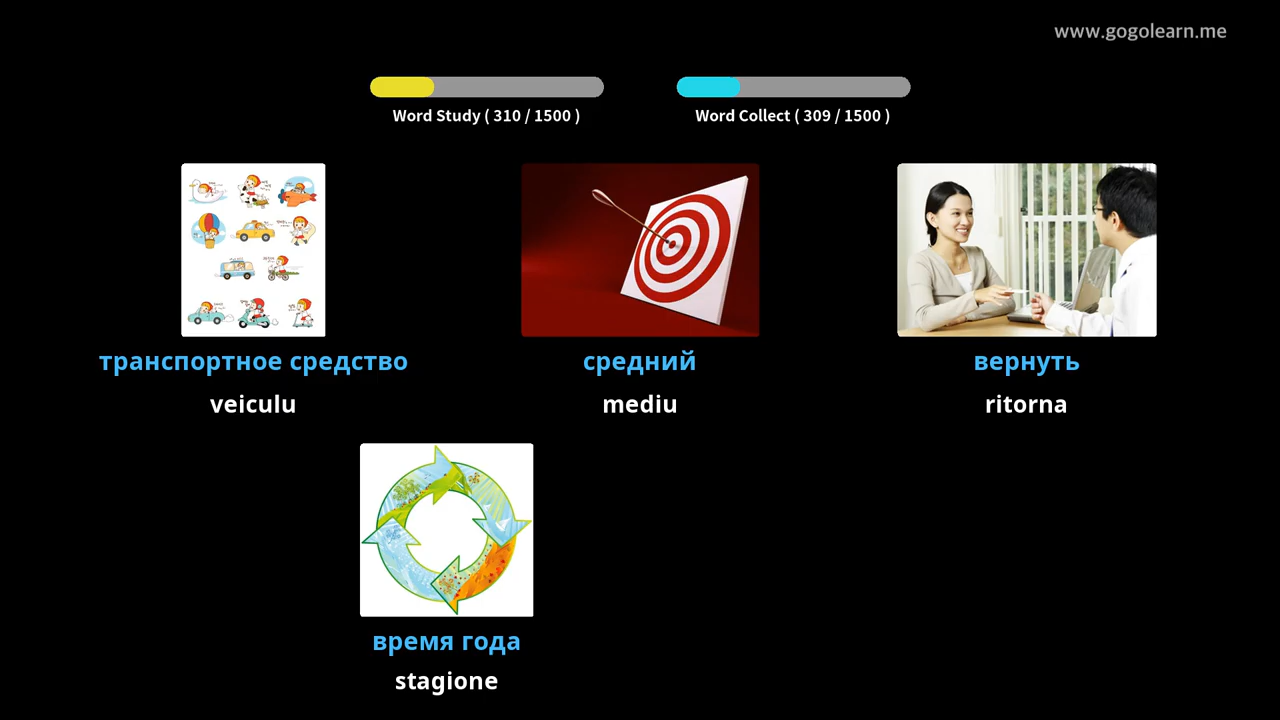 www.gogolearn.me
Word Study ( 310 / 1500 )
Word Collect ( 309 / 1500 )
транспортное средство
средний
вернуть
veiculu
mediu
ritorna
время года
stagione